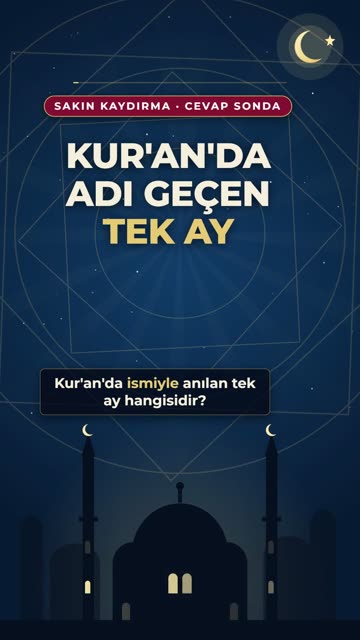 SAKIN KAYDIRMA · CEVAP SONDA
KUR'AN'DA
ADI GEÇEN
TEK AY
Kur'an'da ismiyle anılan tek
ay hangisidir?